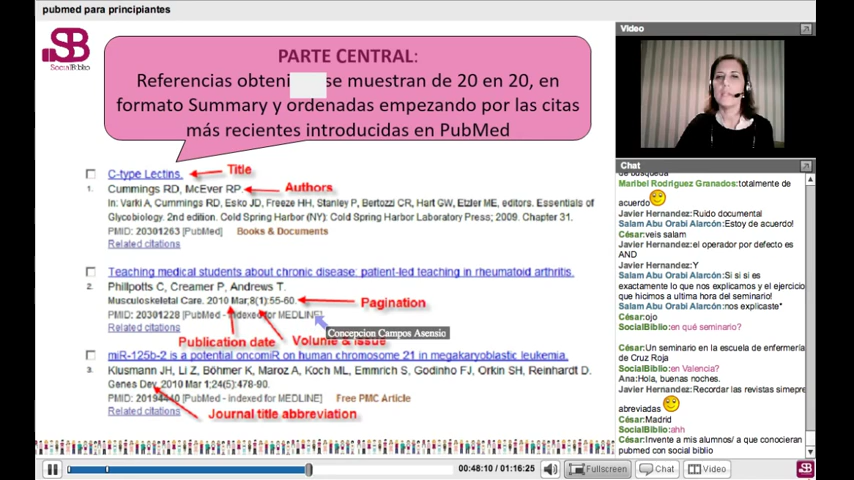 pubmed para principiantes
SB
SocialBiblio
PARTE CENTRAL:
Referencias obteni se muestran de 20 en 20, en
formato Summary y ordenadas empezando por las citas
más recientes introducidas en PubMed
C-type Lectins.
Title
1.
Cummings RD, McEver RP.
Authors
In: Varki A, Cummings RD, Esko JD, Freeze HH, Stanley P, Bertozzi CR, Hart GW, Etzler ME, editors. Essentials of
Glycobiology. 2nd edition. Cold Spring Harbor (NY): Cold Spring Harbor Laboratory Press; 2009. Chapter 31.
PMID: 20301263 [PubMed] Books & Documents
Related citations
Teaching medical students about chronic disease: patient-led teaching in rheumatoid arthritis.
2.
Phillpotts C, Creamer P, Andrews T.
Musculoskeletal Care. 2010 Mar;8(1):55-60.
Pagination
PMID: 20301228 [PubMed - indexed for MEDLINE]
Related citations
Concepcion Campos Asensio
Publication date
Volume & issue
miR-125b-2 is a potential oncomiR on human chromosome 21 in megakaryoblastic leukemia.
3.
Klusmann JH, Li Z, Böhmer K, Maroz A, Koch ML, Emmrich S, Godinho FJ, Orkin SH, Reinhardt D.
Genes Dev. 2010 Mar 1;24(5):478-90.
PMID: 20194440 [PubMed - indexed for MEDLINE] Free PMC Article
Related citations
Journal title abbreviation
Video
Chat
de búsqueda
Maribel Rodriguez Granados:totalmente de
acuerdo
Javier Hernandez:Ruido documental
Salam Abu Orabi Alarcón:Estoy de acuerdo!
César:veis salam
Javier Hernandez:el operador por defecto es
AND
Javier Hernandez:Y
Salam Abu Orabi Alarcón:Si si si es
exactamente lo que nos explicamos y el ejercicio
que hicimos a ultima hora del seminario!
Salam Abu Orabi Alarcón:nos explicaste*
César:ojo
SocialBiblio:en qué seminario?
César:Un seminario en la escuela de enfermería
de Cruz Roja
SocialBiblio:en Valencia?
Ana:Hola, buenas noches.
Javier Hernandez:Recordar las revistas simepre
abreviadas
César:Madrid
SocialBiblio:ahh
César:Invente a mis alumnos/ a que conocieran
pubmed con social biblio
00:48:10 / 01:16:25
Fullscreen
Chat
Video
SB